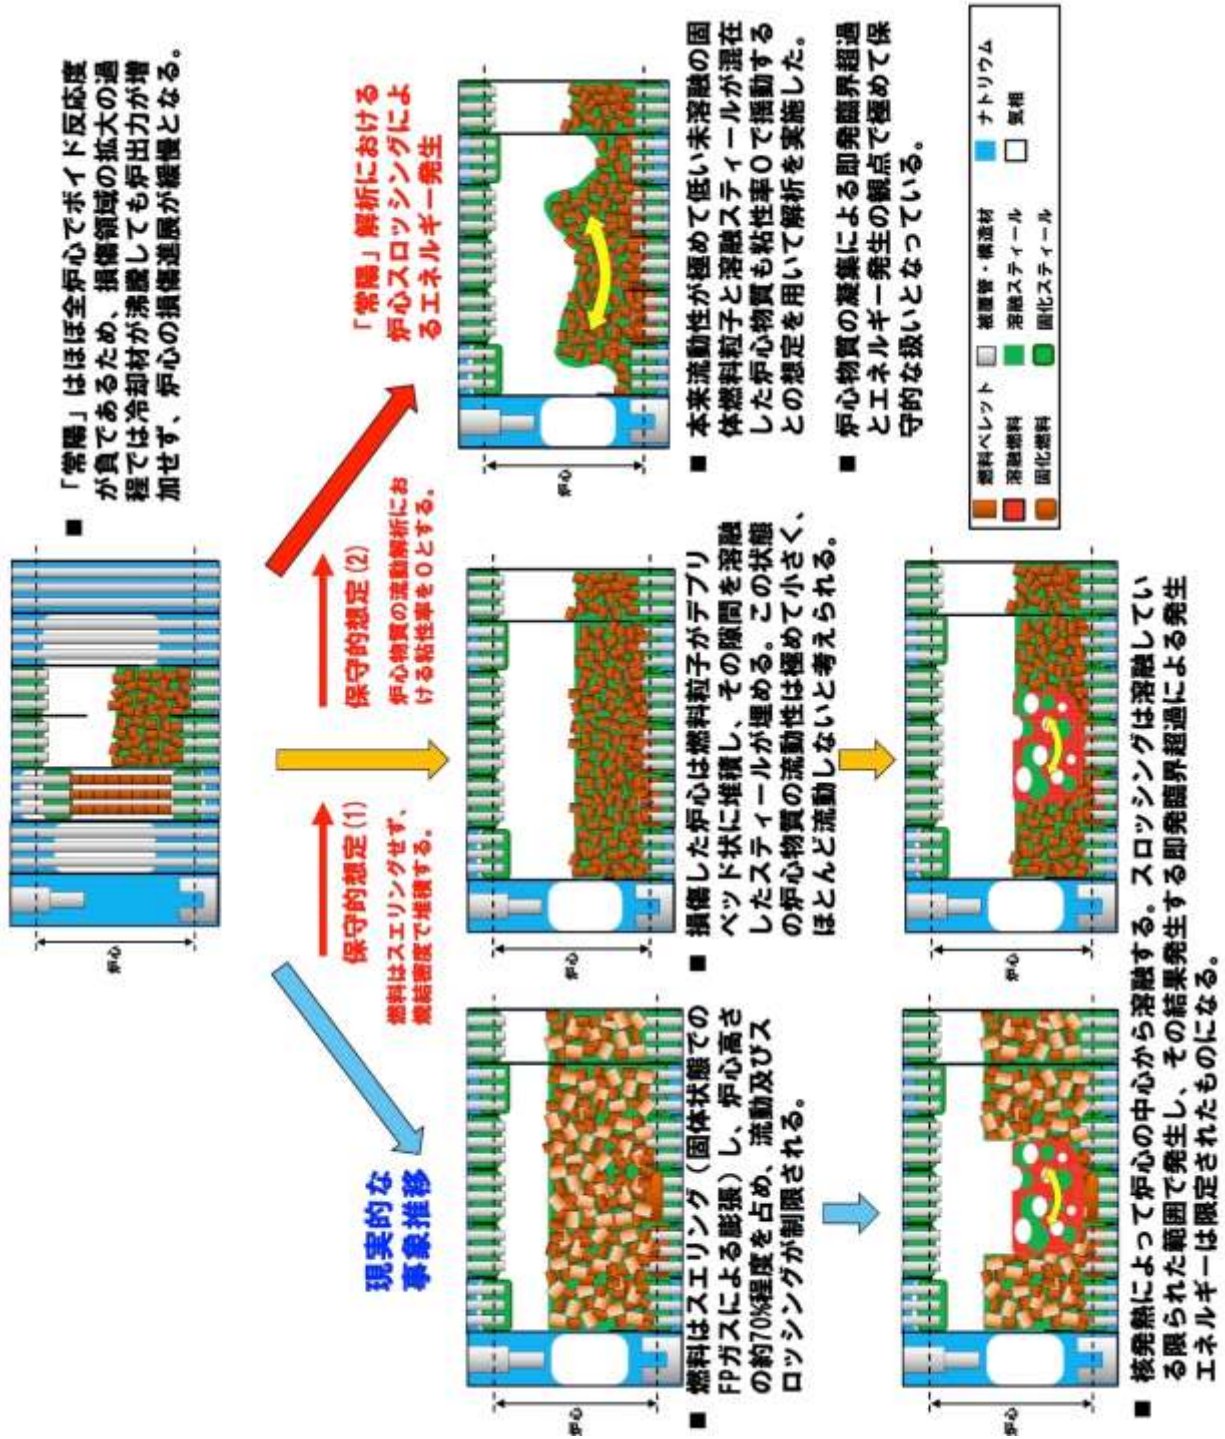 ■ 「常陽」はほぼ全炉心でボイド反応度
が負であるため、損傷領域の拡大の過
程では冷却材が沸騰しても炉出力が増
加せず、炉心の損傷進展が緩慢となる。
炉心
現実的な
事象推移
保守的想定(1)
燃料はスエリングせず、
焼結密度で堆積する。
保守的想定(2)
炉心物質の流動解析にお
ける粘性率を0とする。
「常陽」解析における
炉心スロッシングによ
るエネルギー発生
炉心
■ 燃料はスエリング（固体状態での
FPガスによる膨張）し、炉心高さ
の約70%程度を占め、流動及びス
ロッシングが制限される。
炉心
■ 損傷した炉心は燃料粒子がデブリ
ベッド状に堆積し、その隙間を溶融
したスティールが埋める。この状態
の炉心物質の流動性は極めて小さく、
ほとんど流動しないと考えられる。
炉心
■ 本来流動性が極めて低い未溶融の固
体燃料粒子と溶融スティールが混在
した炉心物質も粘性率0で揺動する
との想定を用いて解析を実施した。
■ 炉心物質の凝集による即発臨界超過
とエネルギー発生の観点で極めて保
守的な扱いとなっている。
炉心
炉心
■ 核発熱によって炉心の中心から溶融する。スロッシングは溶融してい
る限られた範囲で発生し、その結果発生する即発臨界超過による発生
エネルギーは限定されたものになる。
燃料ペレット 被覆管・構造材 ナトリウム
溶融燃料 溶融スティール 気相
固化燃料 固化スティール